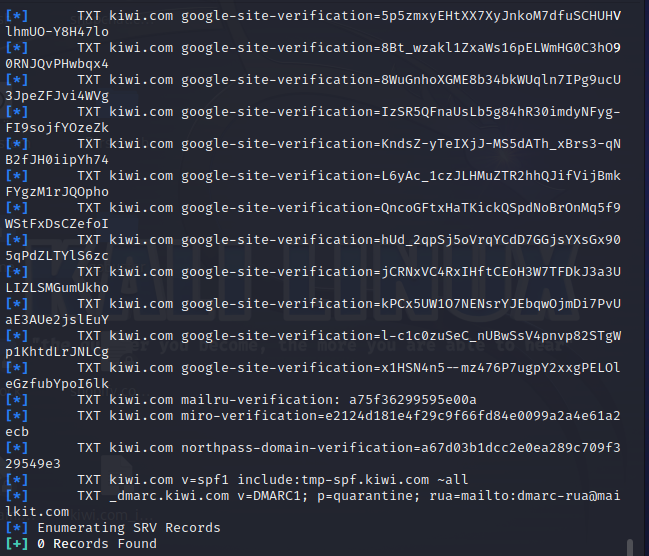 [*]      TXT kiwi.com google-site-verification=5p5zmxyEHtXX7XyJnkoM7dfuSCHUHV
lhmUO-Y8H47lo
[*]      TXT kiwi.com google-site-verification=8Bt_wzakl1ZxaWs16pELWmHG0C3hO9
0RNJQvPHwbqx4
[*]      TXT kiwi.com google-site-verification=8WuGnhoXGME8b34bkWUqln7IPg9ucU
3JpeZFJvi4WVg
[*]      TXT kiwi.com google-site-verification=IzSR5QFnaUsLb5g84hR30imdyNFyg-
FI9sojfYOzeZk
[*]      TXT kiwi.com google-site-verification=KndsZ-yTeIXjJ-MS5dATh_xBrs3-qN
B2fJH0iipYh74
[*]      TXT kiwi.com google-site-verification=L6yAc_1czJLHMuZTR2hhQJifVijBmk
FYgzM1rJQOpho
[*]      TXT kiwi.com google-site-verification=QncoGFtxHaTKickQSpdNoBrOnMq5f9
WStFxDsCZefoI
[*]      TXT kiwi.com google-site-verification=hUd_2qpSj5oVrqYCdD7GGjsYXsGx90
5qPdZLTYlS6zc
[*]      TXT kiwi.com google-site-verification=jCRNxVC4RxIHftCEoH3W7TFDkJ3a3U
LIZLSMGumUkho
[*]      TXT kiwi.com google-site-verification=kPCx5UW1O7NENsrYJEbqwOjmDi7PvU
aE3AUe2jslEuY
[*]      TXT kiwi.com google-site-verification=l-c1c0zuSeC_nUBwSsV4pnvp82STgW
p1KhtdLrJNLCg
[*]      TXT kiwi.com google-site-verification=x1HSN4n5--mz476P7ugpY2xxgPELOl
eGzfubYpoI6lk
[*]      TXT kiwi.com mailru-verification: a75f36299595e00a
[*]      TXT kiwi.com miro-verification=e2124d181e4f29c9f66fd84e0099a2a4e61a2
ecb
[*]      TXT kiwi.com northpass-domain-verification=a67d03b1dcc2e0ea289c709f3
29549e3
[*]      TXT kiwi.com v=spf1 include:tmp-spf.kiwi.com ~all
[*]      TXT _dmarc.kiwi.com v=DMARC1; p=quarantine; rua=mailto:dmarc-rua@mai
lkit.com
[*] Enumerating SRV Records
[+] 0 Records Found